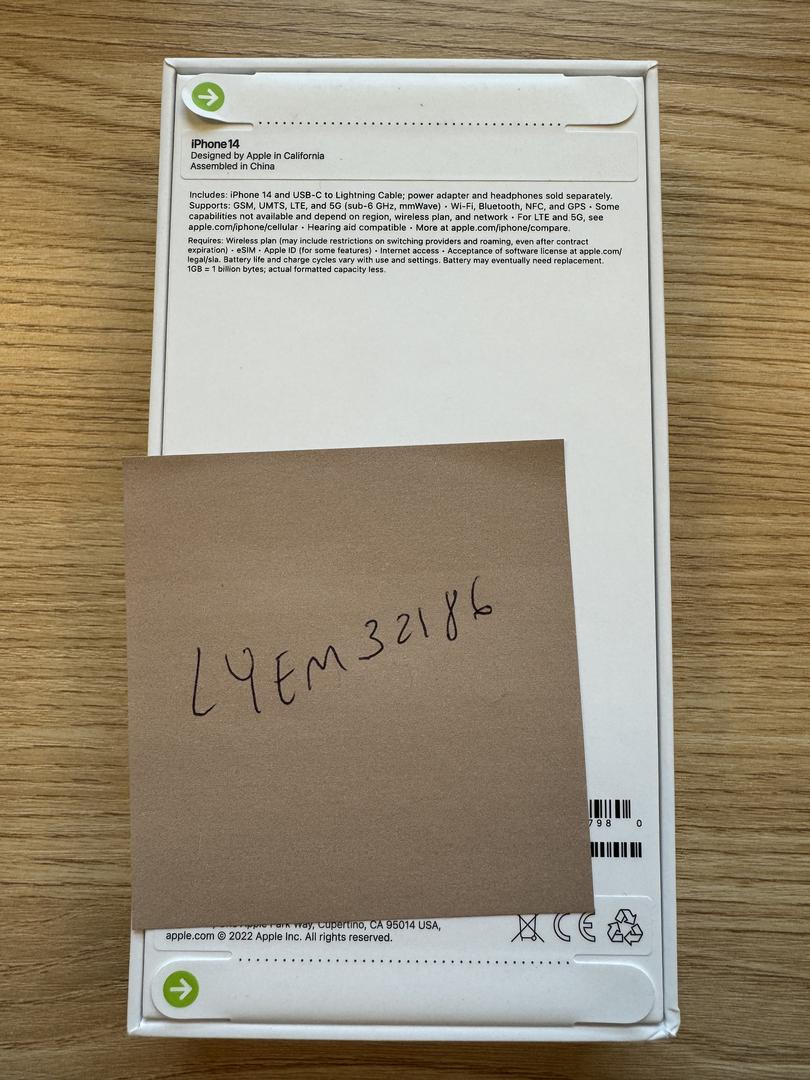 iPhone 14
Designed by Apple in California
Assembled in China
Includes: iPhone 14 and USB-C to Lightning Cable; power adapter and headphones sold separately.
Supports: GSM, UMTS, LTE, and 5G (sub-6 GHz, mmWave) • Wi-Fi, Bluetooth, NFC, and GPS • Some
capabilities not available and depend on region, wireless plan, and network • For LTE and 5G, see
apple.com/iphone/cellular • Hearing aid compatible • More at apple.com/iphone/compare.
Requires: Wireless plan (may include restrictions on switching providers and roaming, even after contract
expiration) • eSIM • Apple ID (for some features) • Internet access • Acceptance of software license at apple.com/
legal/sla. Battery life and charge cycles vary with use and settings. Battery may eventually need replacement.
1GB = 1 billion bytes; actual formatted capacity less.
LYEM32186
798 0
Apple Park Way, Cupertino, CA 95014 USA,
apple.com © 2022 Apple Inc. All rights reserved.
CE